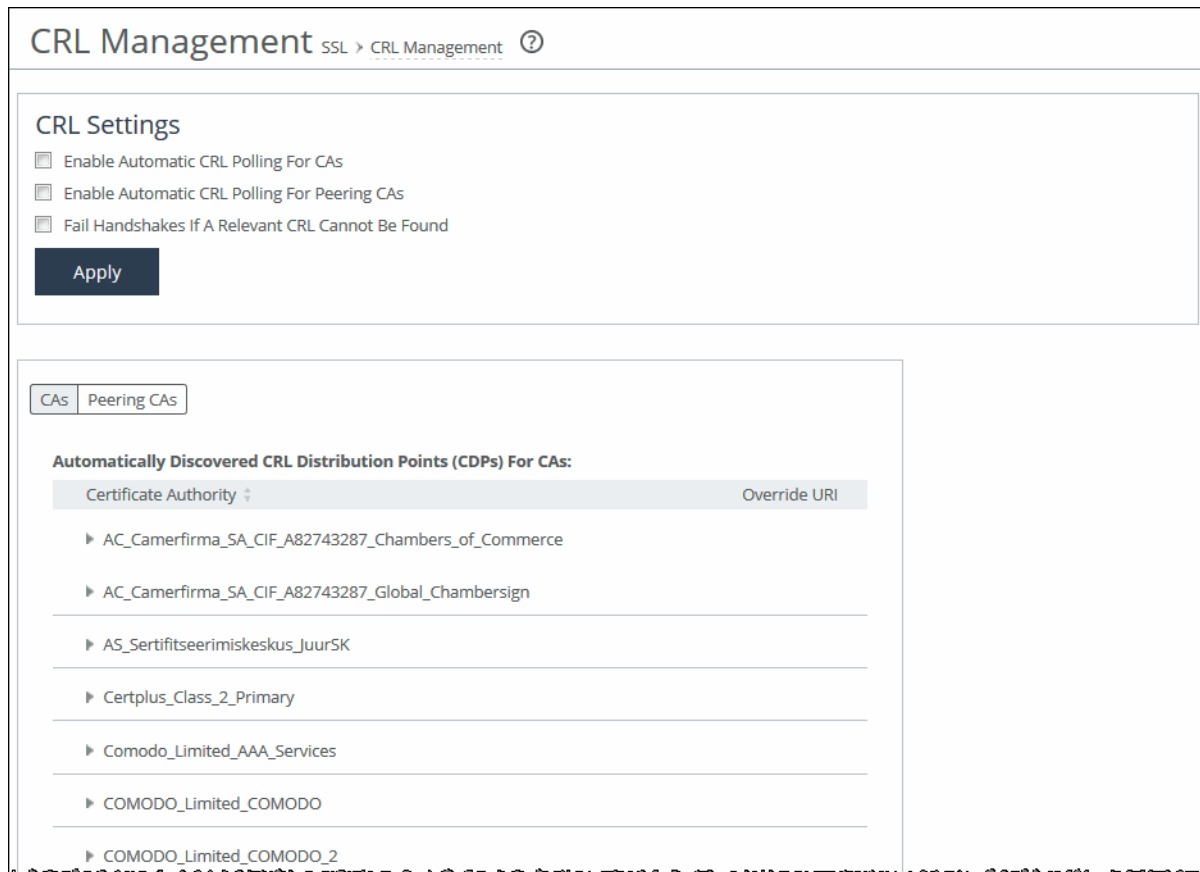 CRL Management SSL > CRL Management ?
CRL Settings
Enable Automatic CRL Polling For CAs
Enable Automatic CRL Polling For Peering CAs
Fail Handshakes If A Relevant CRL Cannot Be Found
Apply
CAs Peering CAs
Automatically Discovered CRL Distribution Points (CDPs) For CAs:
Certificate Authority Override URI
AC_Camerfirma_SA_CIF_A82743287_Chambers_of_Commerce
AC_Camerfirma_SA_CIF_A82743287_Global_Chambersign
AS_Sertifitseerimiskeskus_JuurSK
Certplus_Class_2_Primary
Comodo_Limited_AAA_Services
COMODO_Limited_COMODO
COMODO_Limited_COMODO_2